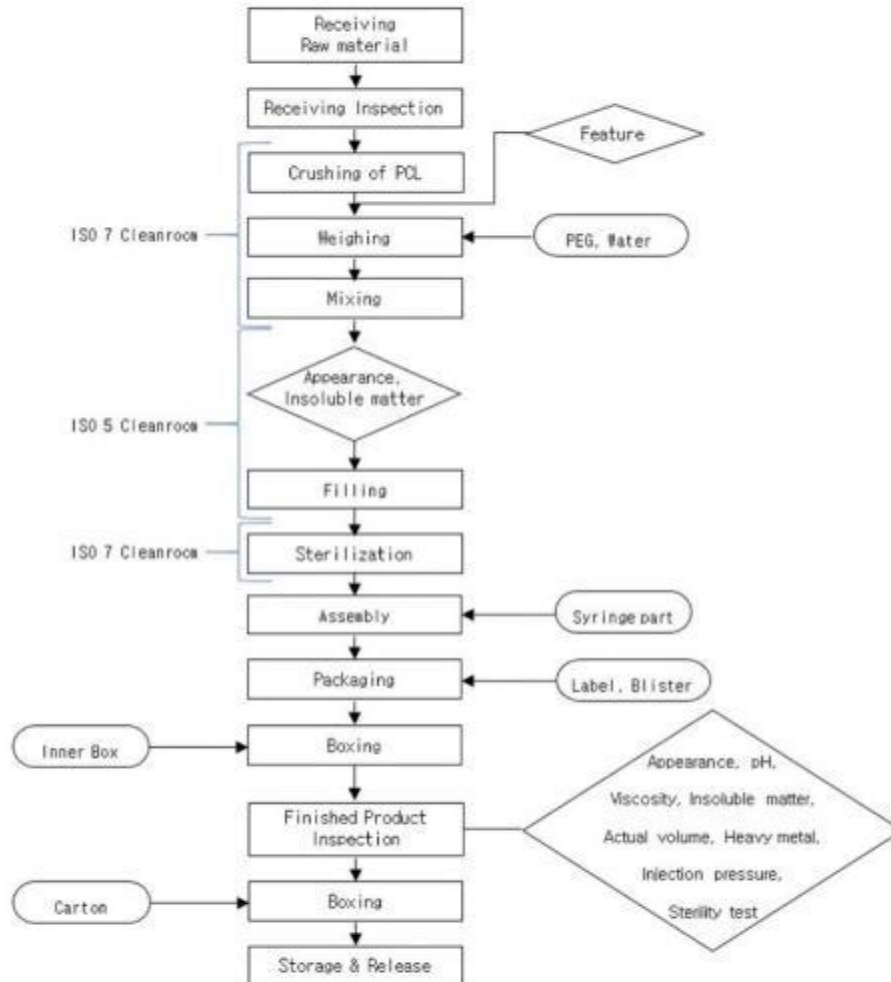 Receiving
Raw material
Receiving Inspection
Feature
Crushing of PCL
ISO 7 Cleanroom
Weighing
PEG, Water
Mixing
Appearance,
Insoluble matter
ISO 5 Cleanroom
Filling
ISO 7 Cleanroom
Sterilization
Assembly
Syringe part
Packaging
Label, Blister
Inner Box
Boxing
Appearance, pH,
Viscosity, Insoluble matter,
Actual volume, Heavy metal,
Injection pressure,
Sterility test
Finished Product
Inspection
Carton
Boxing
Storage & Release